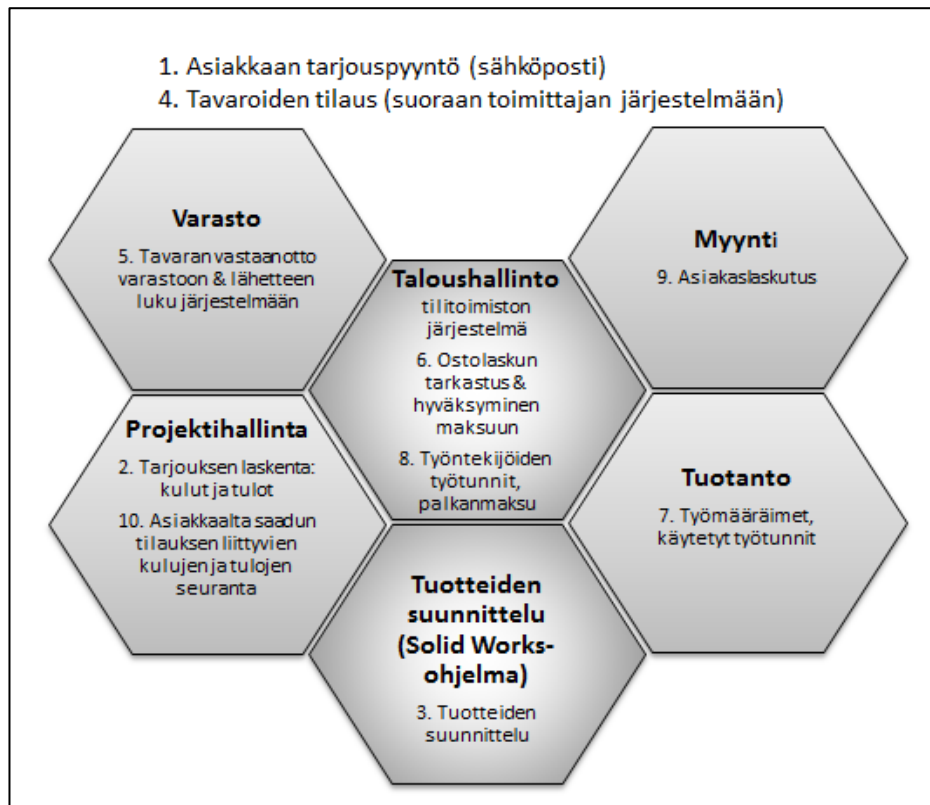 1. Asiakkaan tarjouspyyntö (sähköposti)
4. Tavaroiden tilaus (suoraan toimittajan järjestelmään)
Varasto
5. Tavaran vastaanotto
varastoon & lähetteen
luku järjestelmään
Taloushallinto
tilitoimiston
järjestelmä
6. Ostolaskun
tarkastus &
hyväksyminen
maksuun
8. Työntekijöiden
työtunnit,
palkanmaksu
Myynti
9. Asiakaslaskutus
Projektihallinta
2. Tarjouksen laskenta:
kulut ja tulot
10. Asiakkaalta saadun
tilauksen liittyvien
kulujen ja tulojen
seuranta
Tuotteiden
suunnittelu
(Solid Works-
ohjelma)
3. Tuotteiden
suunnittelu
Tuotanto
7. Työmääräimet,
käytetyt työtunnit